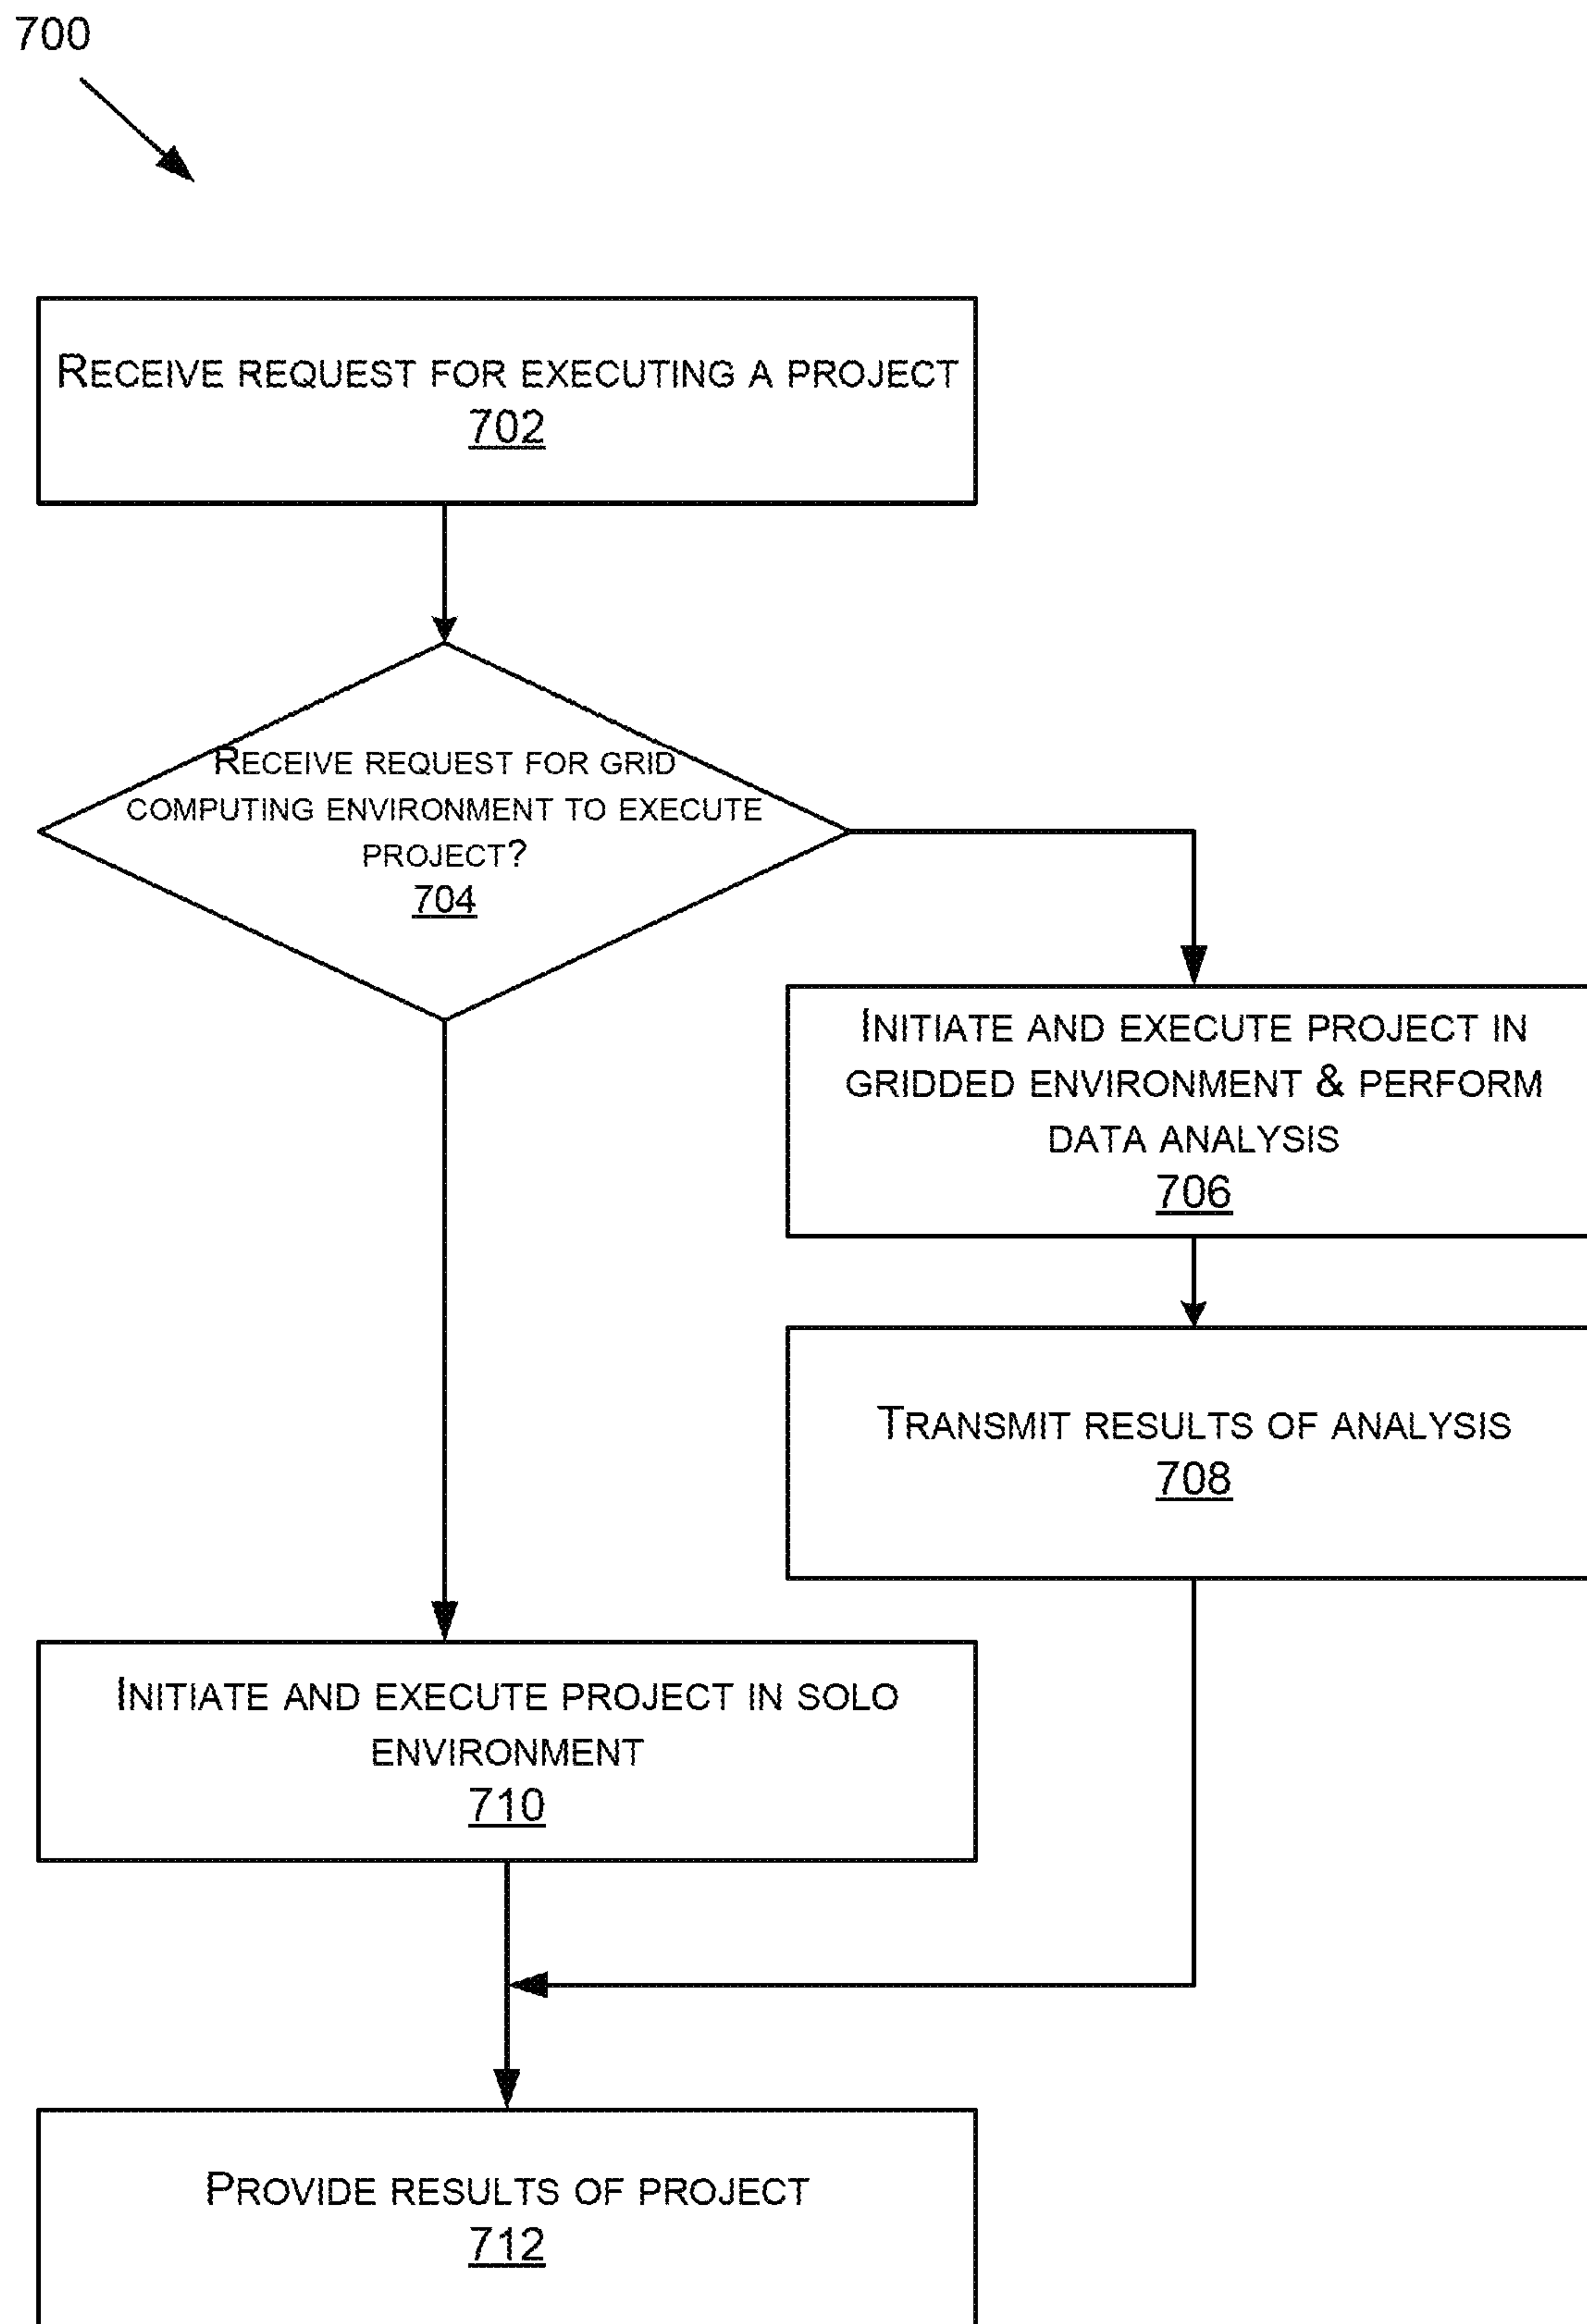 700
RECEIVE REQUEST FOR EXECUTING A PROJECT
702
RECEIVE REQUEST FOR GRID
COMPUTING ENVIRONMENT TO EXECUTE
PROJECT?
704
INITIATE AND EXECUTE PROJECT IN
GRIDDED ENVIRONMENT & PERFORM
DATA ANALYSIS
706
TRANSMIT RESULTS OF ANALYSIS
708
INITIATE AND EXECUTE PROJECT IN SOLO
ENVIRONMENT
710
PROVIDE RESULTS OF PROJECT
712